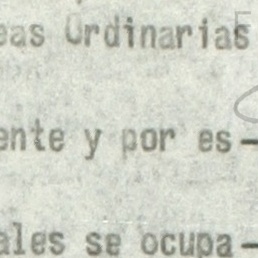 eas Ordinarias
ente y por es-
ales se ocupa-